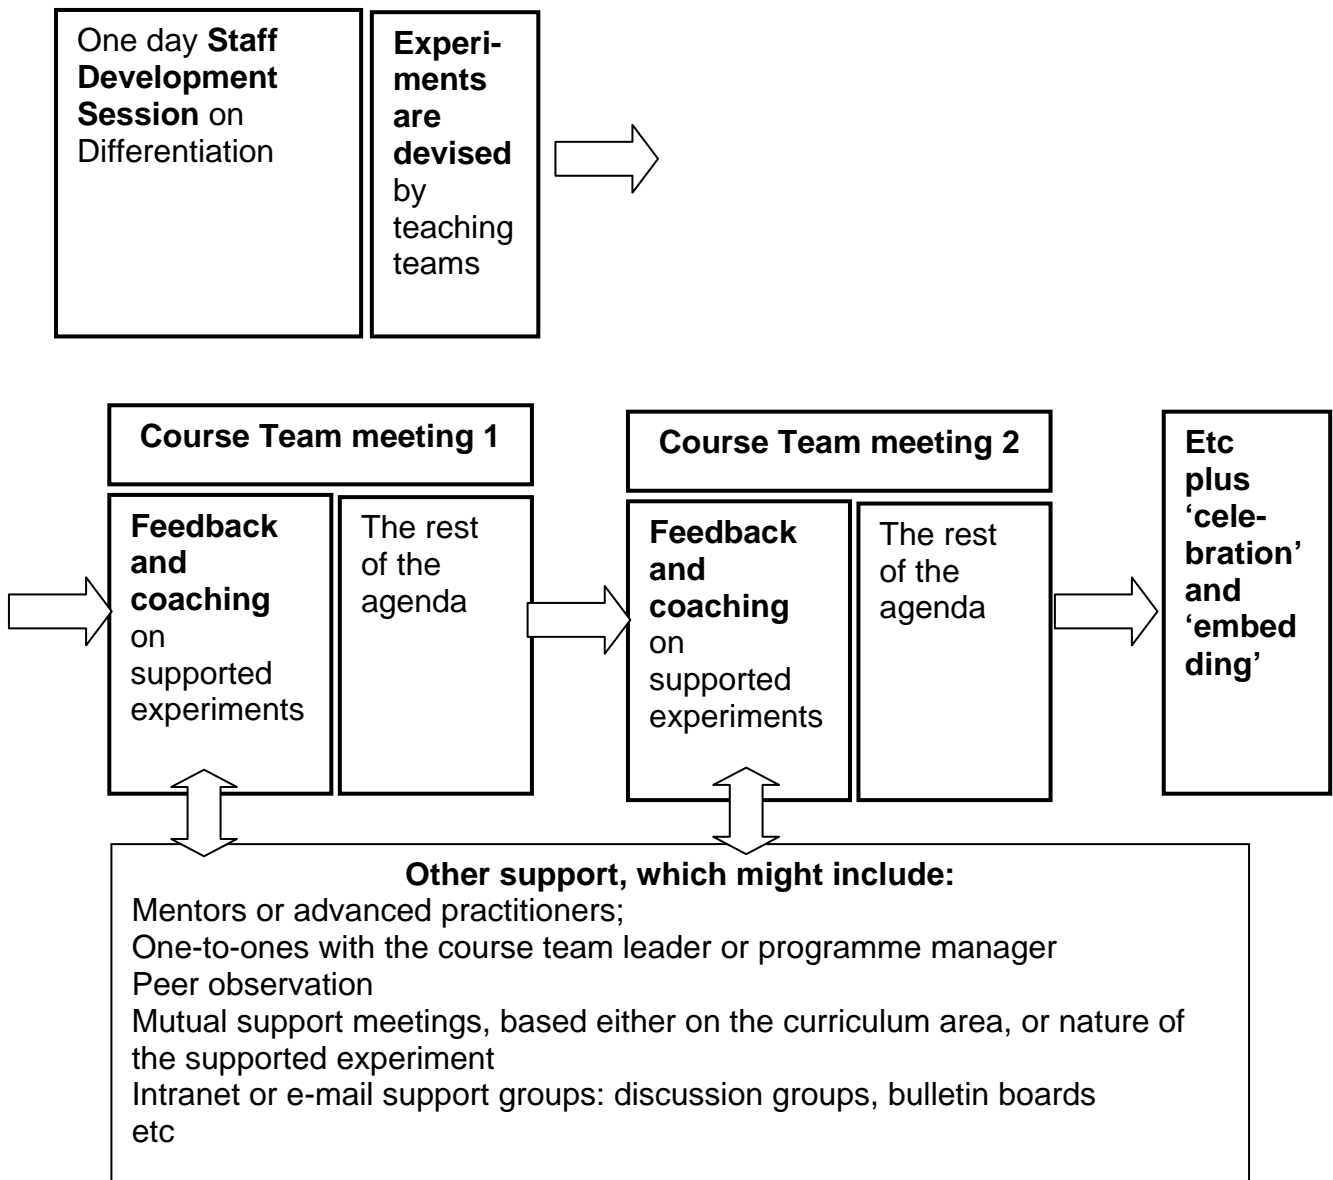 One day Staff
Development
Session on
Differentiation
Experi-
ments
are
devised
by
teaching
teams
Course Team meeting 1
Feedback
and
coaching
on
supported
experiments
The rest
of the
agenda
Course Team meeting 2
Feedback
and
coaching
on
supported
experiments
The rest
of the
agenda
Etc
plus
‘cele-
bration’
and
‘embed
ding’
Other support, which might include:
Mentors or advanced practitioners;
One-to-ones with the course team leader or programme manager
Peer observation
Mutual support meetings, based either on the curriculum area, or nature of
the supported experiment
Intranet or e-mail support groups: discussion groups, bulletin boards
etc